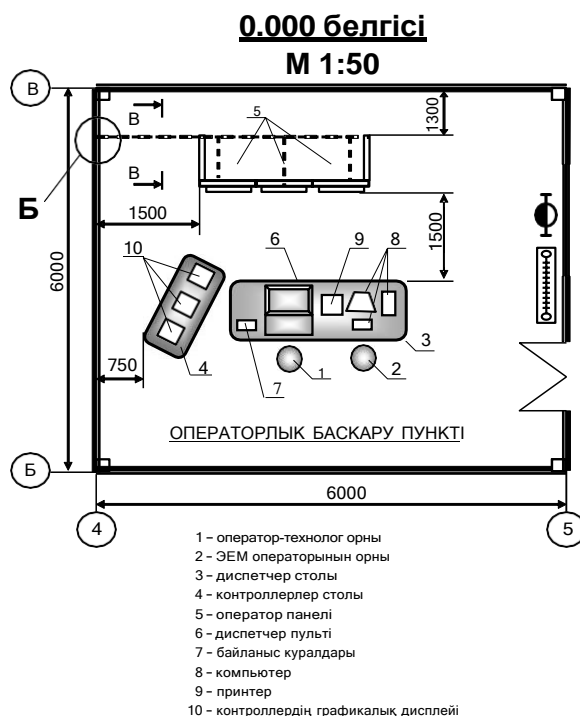 0.000 белгісі
М 1:50
В
В
5
1300
Б
В
1500
1500
6
9
8
10
6000
750
4
7
1
2
3
ОПЕРАТОРЛЫК БАСКАРУ ПУНКТІ
Б
6000
4
5
1 – оператор-технолог орны
2 – ЭЕМ операторынын орны
3 – диспетчер столы
4 – контроллерлер столы
5 – оператор панелі
6 – диспетчер пульті
7 – байланыс куралдары
8 – компьютер
9 – принтер
10 – контроллердің графикалық дисплейі